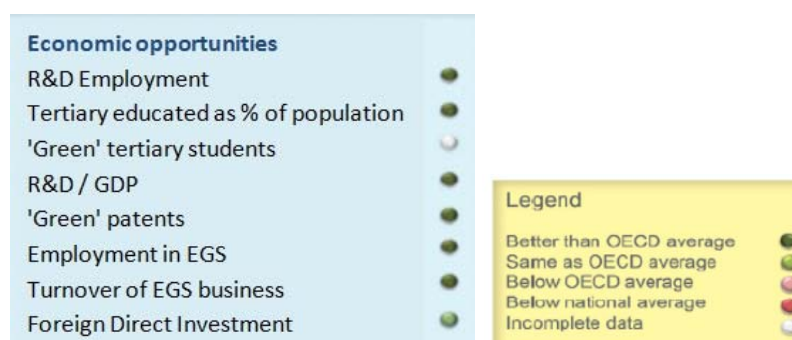 Economic opportunities
R&D Employment
Tertiary educated as % of population
'Green' tertiary students
R&D / GDP
'Green' patents
Employment in EGS
Turnover of EGS business
Foreign Direct Investment
Legend
Better than OECD average
Same as OECD average
Below OECD average
Below national average
Incomplete data